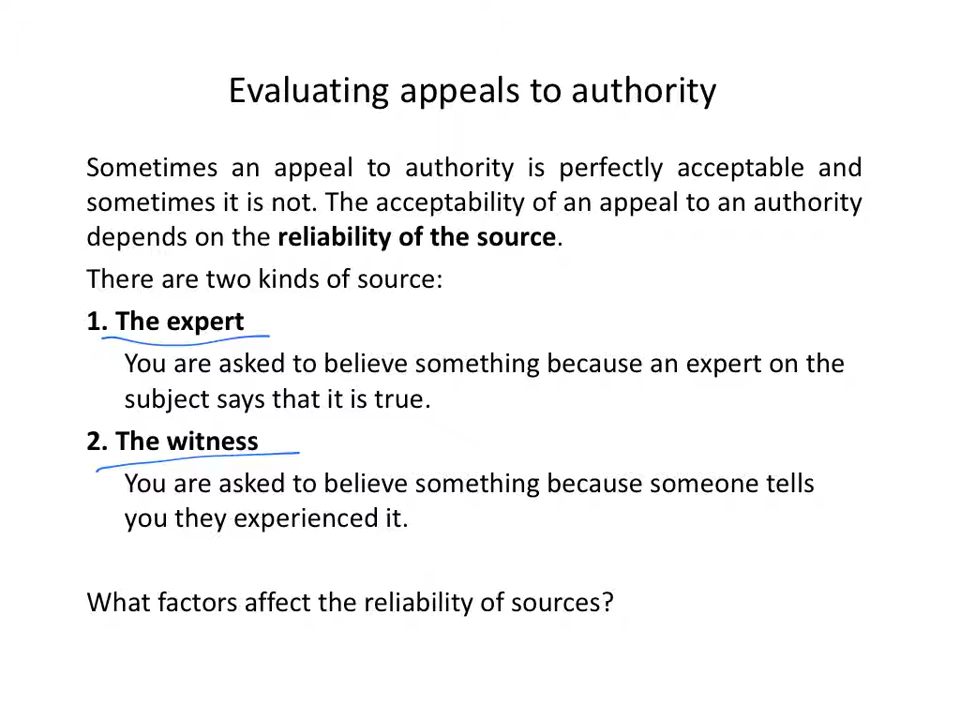 Evaluating appeals to authority
Sometimes an appeal to authority is perfectly acceptable and
sometimes it is not. The acceptability of an appeal to an authority
depends on the reliability of the source.
There are two kinds of source:
1. The expert
You are asked to believe something because an expert on the
subject says that it is true.
2. The witness
You are asked to believe something because someone tells
you they experienced it.
What factors affect the reliability of sources?